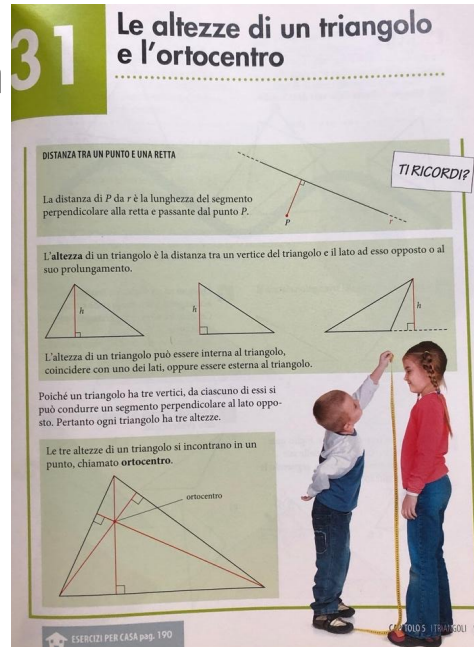 31
Le altezze di un triangolo
e l'ortocentro
DISTANZA TRA UN PUNTO E UNA RETTA
TI RICORDI?
La distanza di P da r è la lunghezza del segmento
perpendicolare alla retta e passante dal punto P.
P
r
L'altezza di un triangolo è la distanza tra un vertice del triangolo e il lato ad esso opposto o al
suo prolungamento.
h
h
h
L'altezza di un triangolo può essere interna al triangolo,
coincidere con uno dei lati, oppure essere esterna al triangolo.
Poiché un triangolo ha tre vertici, da ciascuno di essi si
può condurre un segmento perpendicolare al lato oppo-
sto. Pertanto ogni triangolo ha tre altezze.
Le tre altezze di un triangolo si incontrano in un
punto, chiamato ortocentro.
ortocentro
ESERCIZI PER CASA pag. 190
CAPITOLO 5 I TRIANGOLI